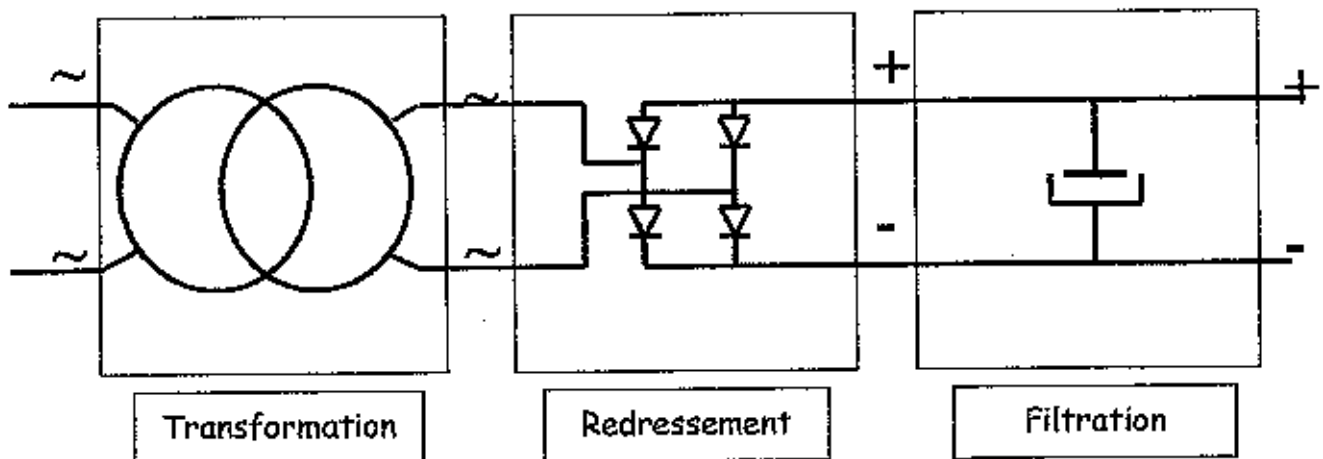 ~ ~ + +
~ ~ - -
Transformation
Redressement
Filtration